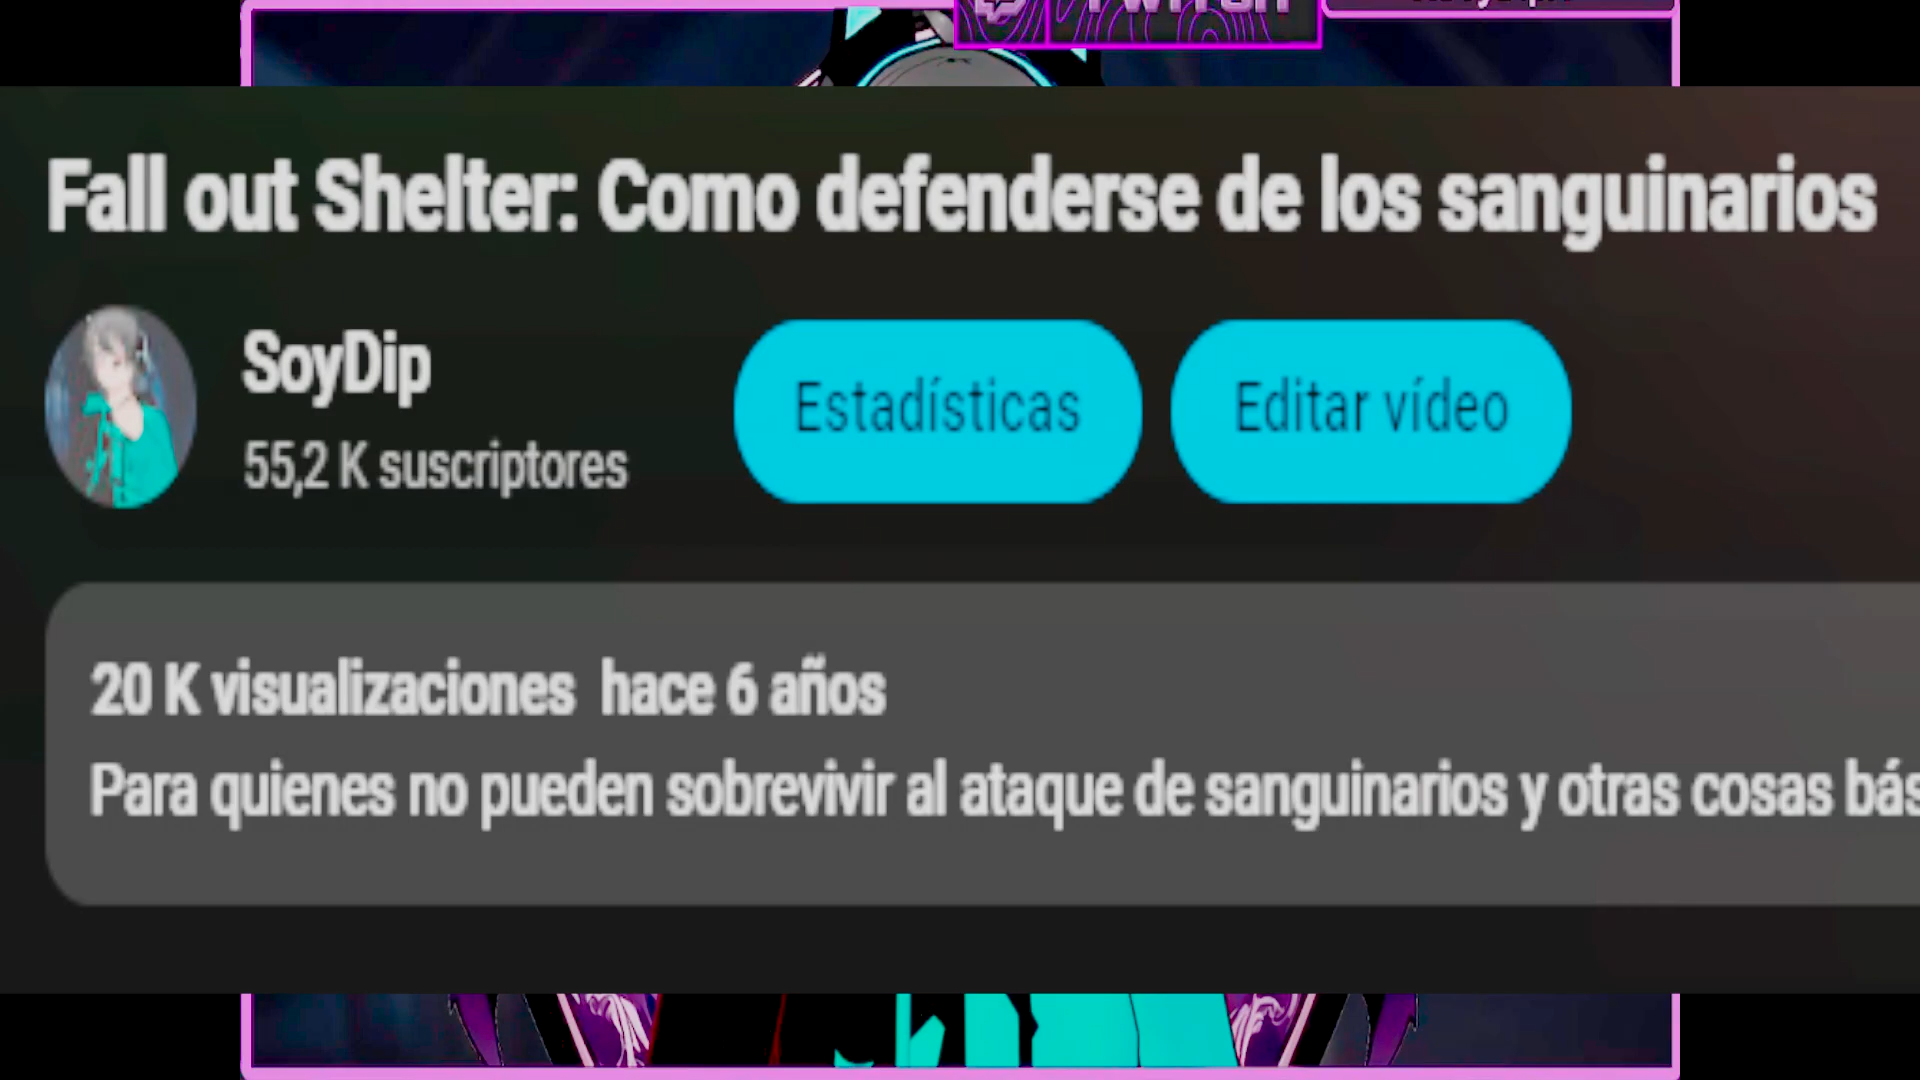 TWITCH
Fall out Shelter: Como defenderse de los sanguinarios
SoyDip
55,2 K suscriptores
Estadísticas
Editar vídeo
20 K visualizaciones hace 6 años
Para quienes no pueden sobrevivir al ataque de sanguinarios y otras cosas bás